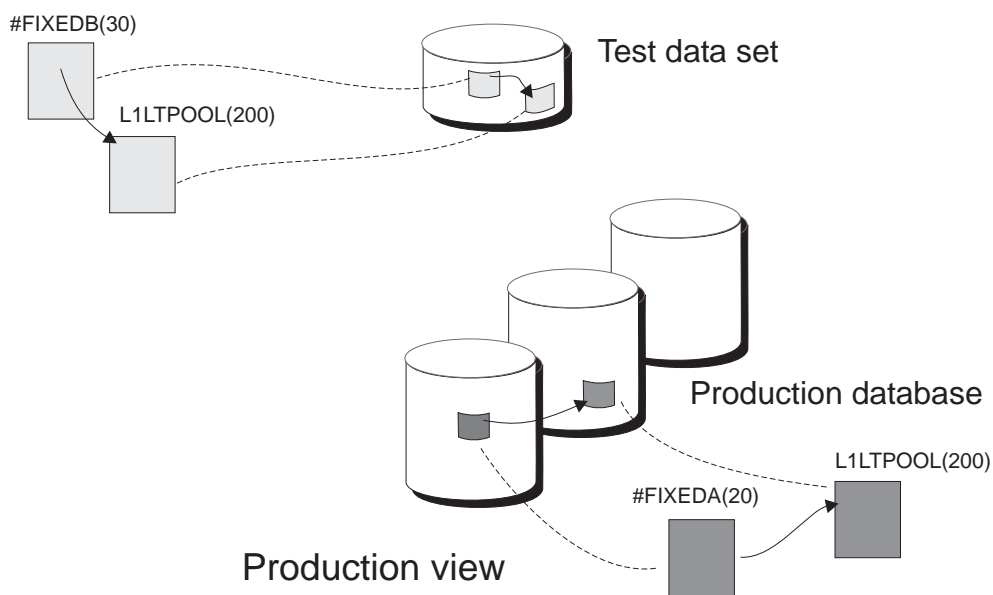 #FIXEDB(30)
Test data set
L1LTPOOL(200)
Production database
L1LTPOOL(200)
#FIXEDA(20)
Production view